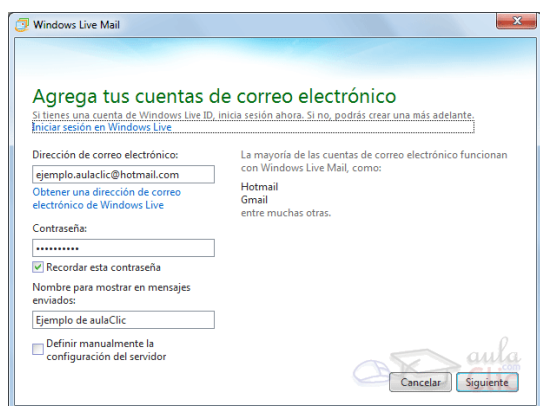 Windows Live Mail
Agrega tus cuentas de correo electrónico
Si tienes una cuenta de Windows Live ID, inicia sesión ahora. Si no, podrás crear una más adelante.
Iniciar sesión en Windows Live
Dirección de correo electrónico:
ejemplo.aulaclic@hotmail.com
Obtener una dirección de correo
electrónico de Windows Live
Contraseña:
••••••••••
Recordar esta contraseña
Nombre para mostrar en mensajes
enviados:
Ejemplo de aulaClic
Definir manualmente la
configuración del servidor
La mayoría de las cuentas de correo electrónico funcionan
con Windows Live Mail, como:
Hotmail
Gmail
entre muchas otras.
aula
Clic
.com
Cancelar
Siguiente